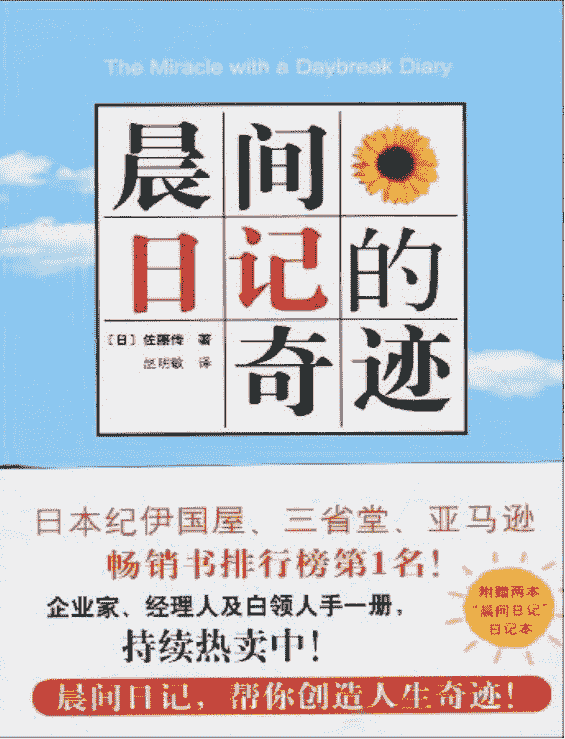 The Miracle with a Daybreak Diary
晨间
日记的
奇迹
〔日〕佐藤传 著
赵明敏 译
日本纪伊国屋、三省堂、亚马逊
畅销书排行榜第1名!
企业家、经理人及白领人手一册，
持续热卖中!
附赠两本
“晨间日记”
日记本
晨间日记，帮你创造人生奇迹!